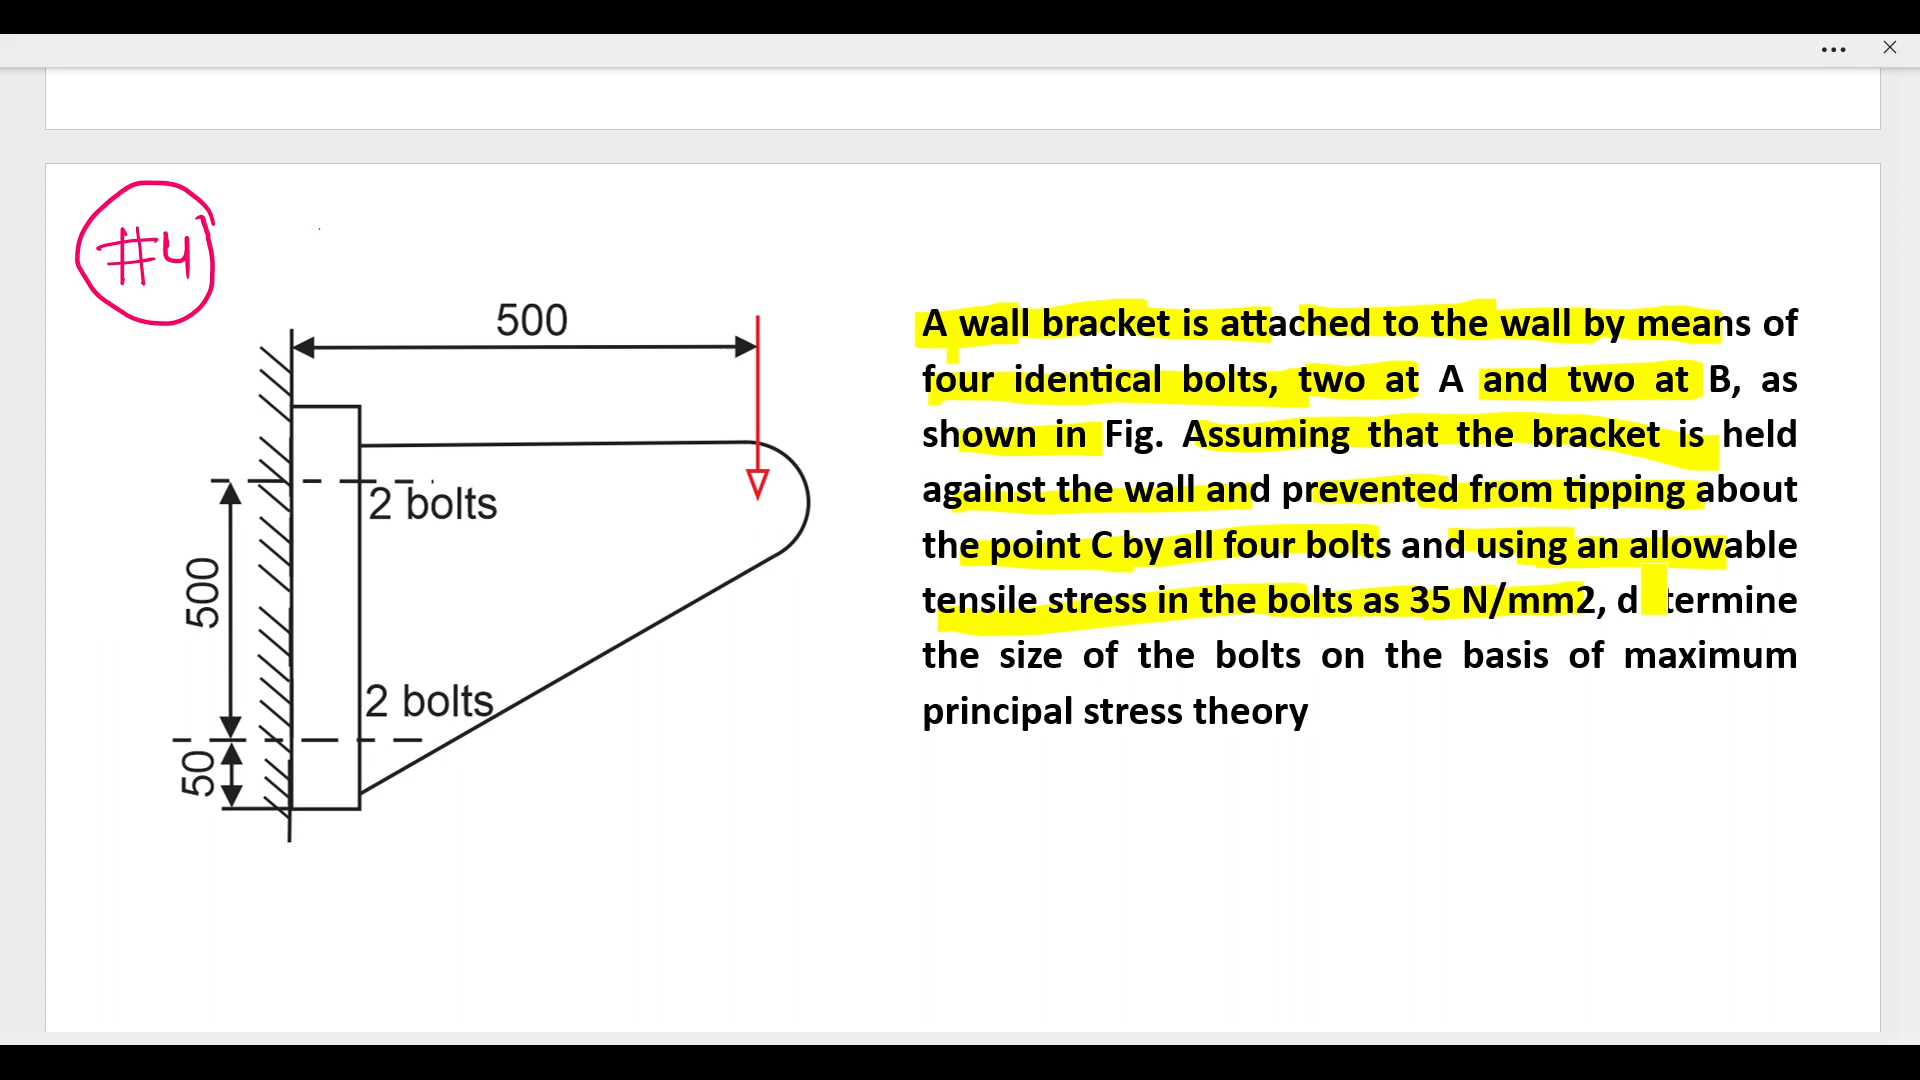 #4
500
2 bolts
500
2 bolts
50
A wall bracket is attached to the wall by means of
four identical bolts, two at A and two at B, as
shown in Fig. Assuming that the bracket is held
against the wall and prevented from tipping about
the point C by all four bolts and using an allowable
tensile stress in the bolts as 35 N/mm2, d termine
the size of the bolts on the basis of maximum
principal stress theory